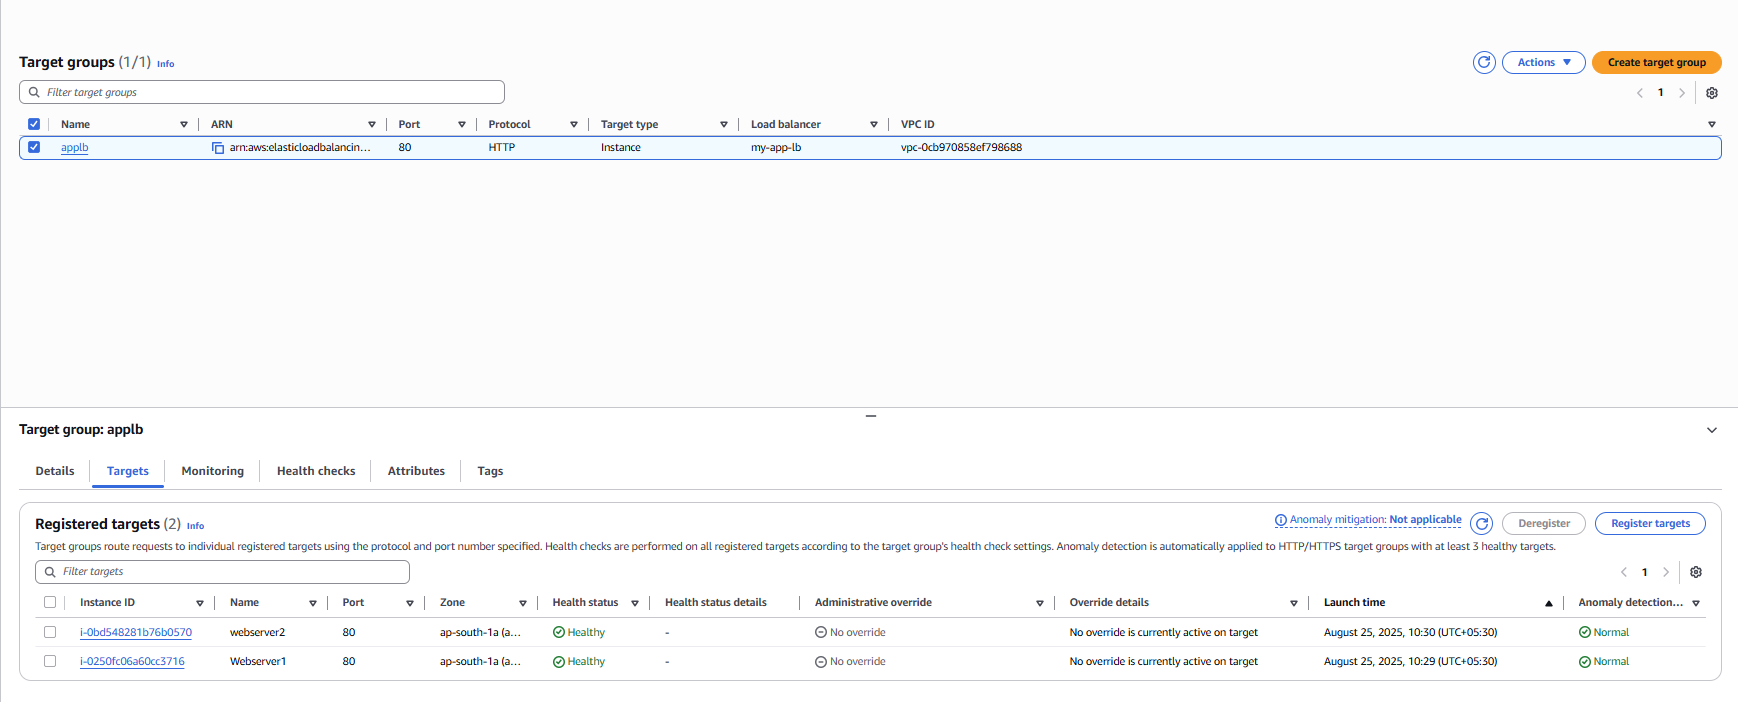 Target groups (1/1) Info
Actions
Create target group
Filter target groups
1
Name ARN Port Protocol Target type Load balancer VPC ID
applb arn:aws:elasticloadbalancin... 80 HTTP Instance my-app-lb vpc-0cb970858ef798688
Target group: applb
Details Targets Monitoring Health checks Attributes Tags
Registered targets (2) Info
Anomaly mitigation: Not applicable
Deregister
Register targets
Target groups route requests to individual registered targets using the protocol and port number specified. Health checks are performed on all registered targets according to the target group's health check settings. Anomaly detection is automatically applied to HTTP/HTTPS target groups with at least 3 healthy targets.
Filter targets
1
Instance ID Name Port Zone Health status Health status details Administrative override Override details Launch time Anomaly detection...
i-0bd548281b76b0570 webserver2 80 ap-south-1a (a... Healthy - No override No override is currently active on target August 25, 2025, 10:30 (UTC+05:30) Normal
i-0250fc06a60cc3716 Webserver1 80 ap-south-1a (a... Healthy - No override No override is currently active on target August 25, 2025, 10:29 (UTC+05:30) Normal